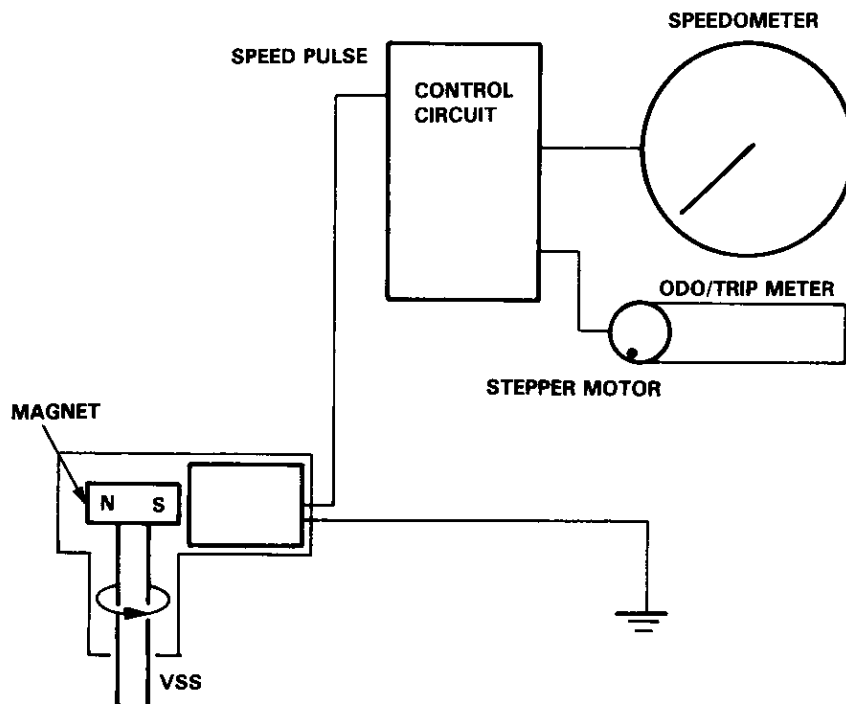 SPEEDOMETER
SPEED PULSE
CONTROL
CIRCUIT
ODO/TRIP METER
STEPPER MOTOR
MAGNET
N S
VSS